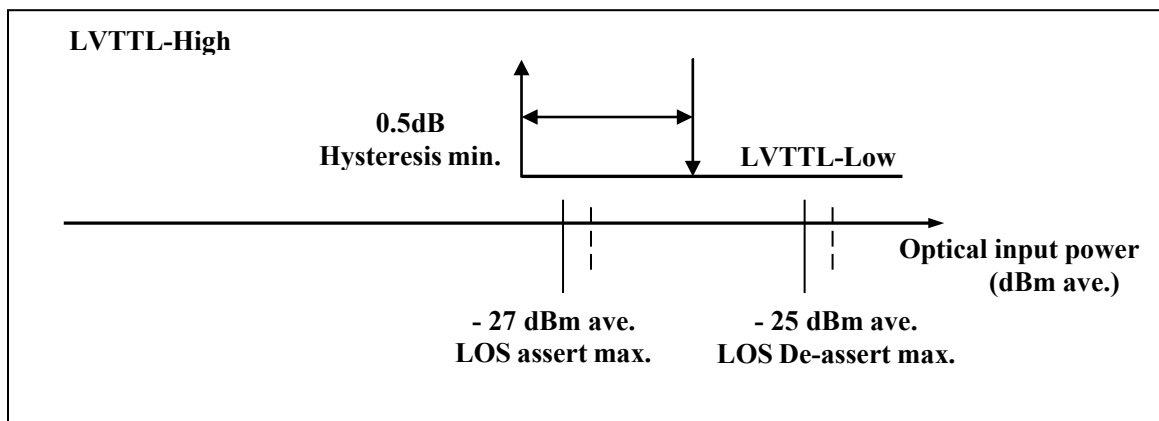 LVTTL-High
0.5dB
Hysteresis min.
LVTTL-Low
Optical input power
(dBm ave.)
- 27 dBm ave.
LOS assert max.
- 25 dBm ave.
LOS De-assert max.